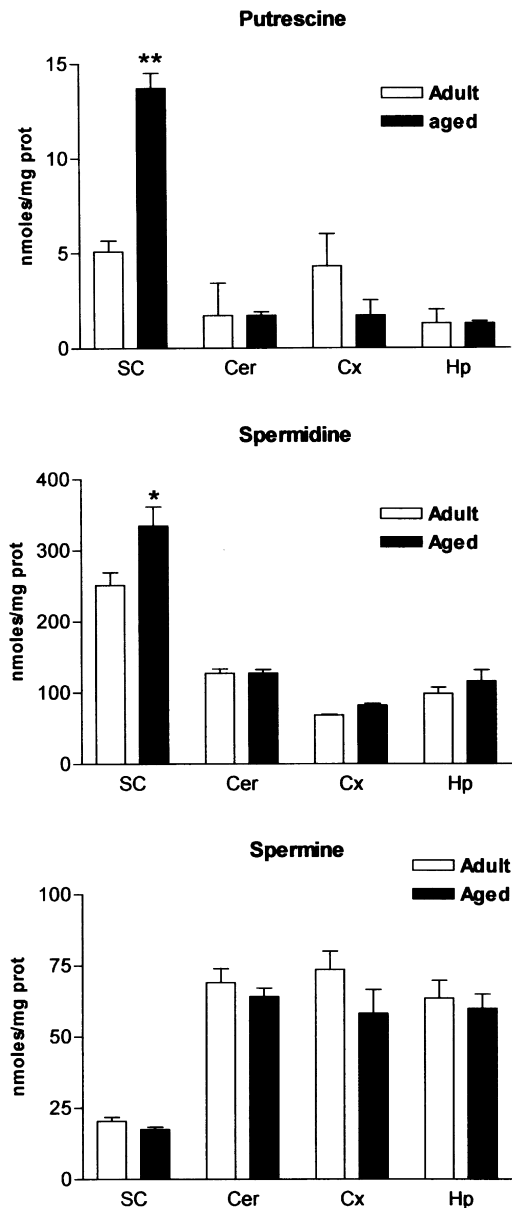 Putrescine
nmoles/mg prot
15
10
5
0
**
Adult
aged
SC Cer Cx Hp
Spermidine
nmoles/mg prot
400
300
200
100
0
*
Adult
Aged
SC Cer Cx Hp
Spermine
nmoles/mg prot
100
75
50
25
0
Adult
Aged
SC Cer Cx Hp